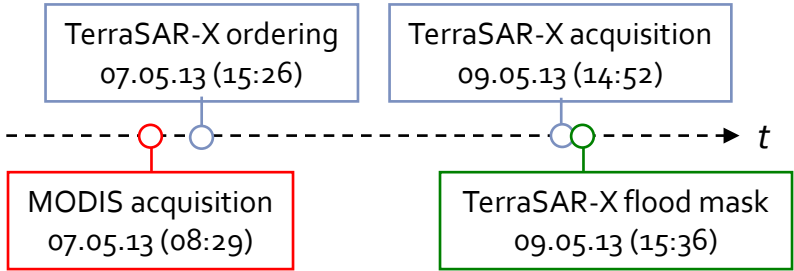 TerraSAR-X ordering
07.05.13 (15:26)
TerraSAR-X acquisition
09.05.13 (14:52)
t
MODIS acquisition
07.05.13 (08:29)
TerraSAR-X flood mask
09.05.13 (15:36)